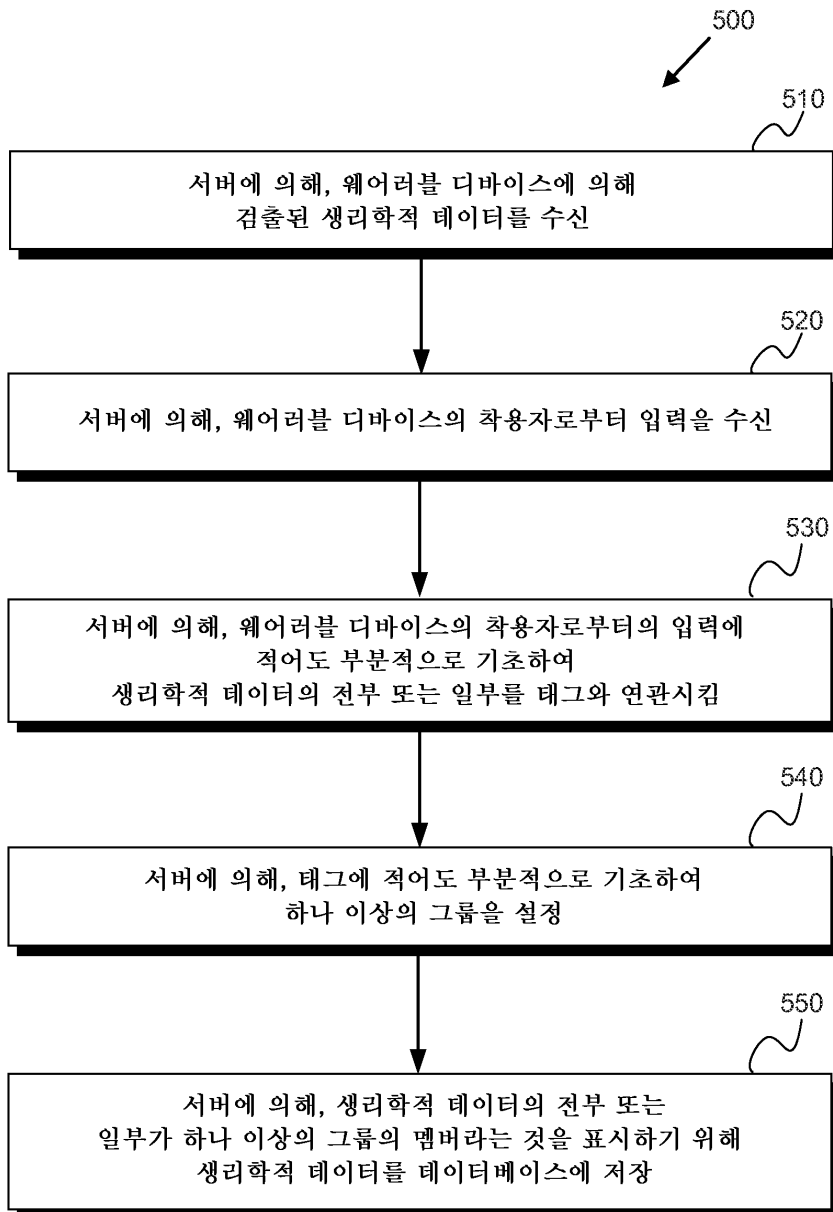 500
510
서버에 의해, 웨어러블 디바이스에 의해
검출된 생리학적 데이터를 수신
520
서버에 의해, 웨어러블 디바이스의 착용자로부터 입력을 수신
530
서버에 의해, 웨어러블 디바이스의 착용자로부터의 입력에
적어도 부분적으로 기초하여
생리학적 데이터의 전부 또는 일부를 태그와 연관시킴
540
서버에 의해, 태그에 적어도 부분적으로 기초하여
하나 이상의 그룹을 설정
550
서버에 의해, 생리학적 데이터의 전부 또는
일부가 하나 이상의 그룹의 멤버라는 것을 표시하기 위해
생리학적 데이터를 데이터베이스에 저장